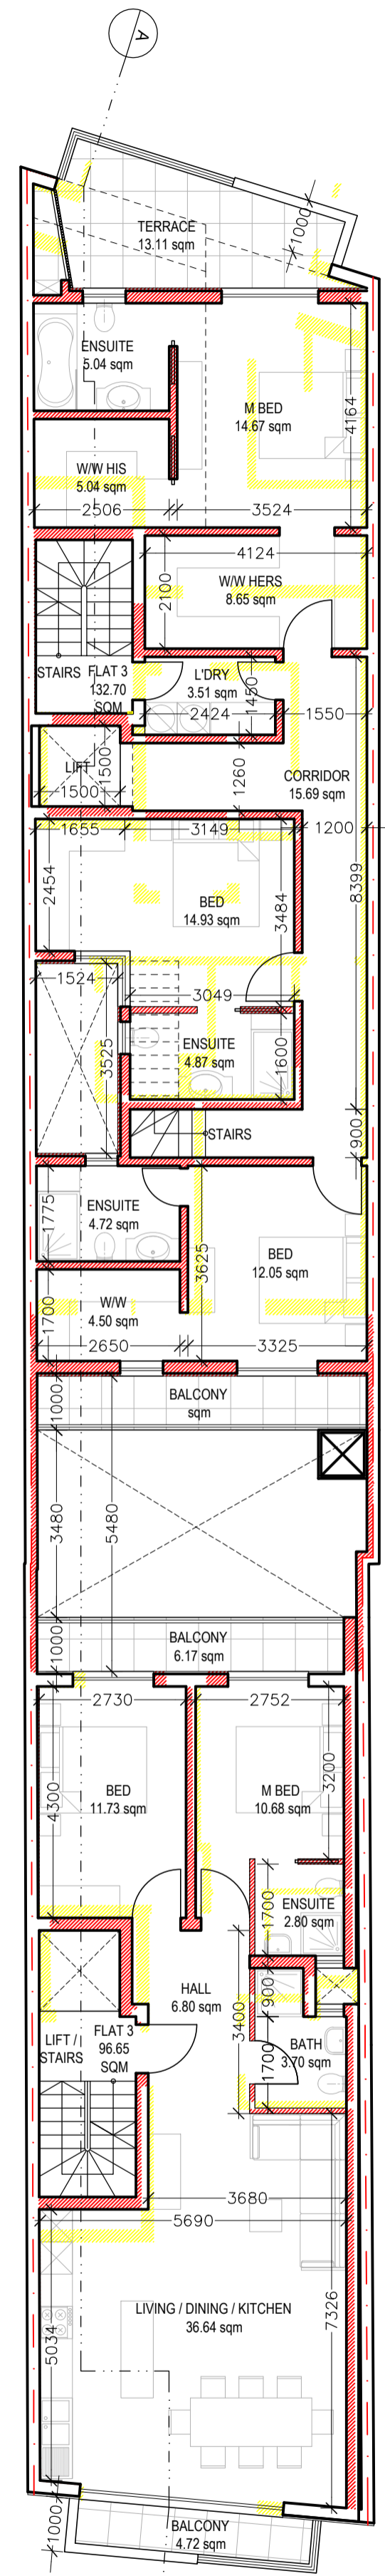 A
TERRACE
13.11 sqm
1000
ENSUITE
5.04 sqm
M BED
14.67 sqm
4164
W/W HIS
5.04 sqm
2506
3524
4124
2100
W/W HERS
8.65 sqm
STAIRS
FLAT 3
132.70
SQM
L'DRY
3.51 sqm
1450
2424
1550
LIFT
1500
1500
1260
CORRIDOR
15.69 sqm
1655
3149
1200
2454
BED
14.93 sqm
3484
8399
1524
3049
3525
ENSUITE
4.87 sqm
1600
STAIRS
900
1775
ENSUITE
4.72 sqm
3625
BED
12.05 sqm
1700
W/W
4.50 sqm
2650
3325
1000
BALCONY
sqm
3480
5480
1000
BALCONY
6.17 sqm
2730
2752
4300
BED
11.73 sqm
M BED
10.68 sqm
3200
1700
ENSUITE
2.80 sqm
HALL
6.80 sqm
900
3400
LIFT /
STAIRS
FLAT 3
96.65
SQM
1700
BATH
3.70 sqm
3680
5690
LIVING / DINING / KITCHEN
36.64 sqm
7326
5034
1000
BALCONY
4.72 sqm